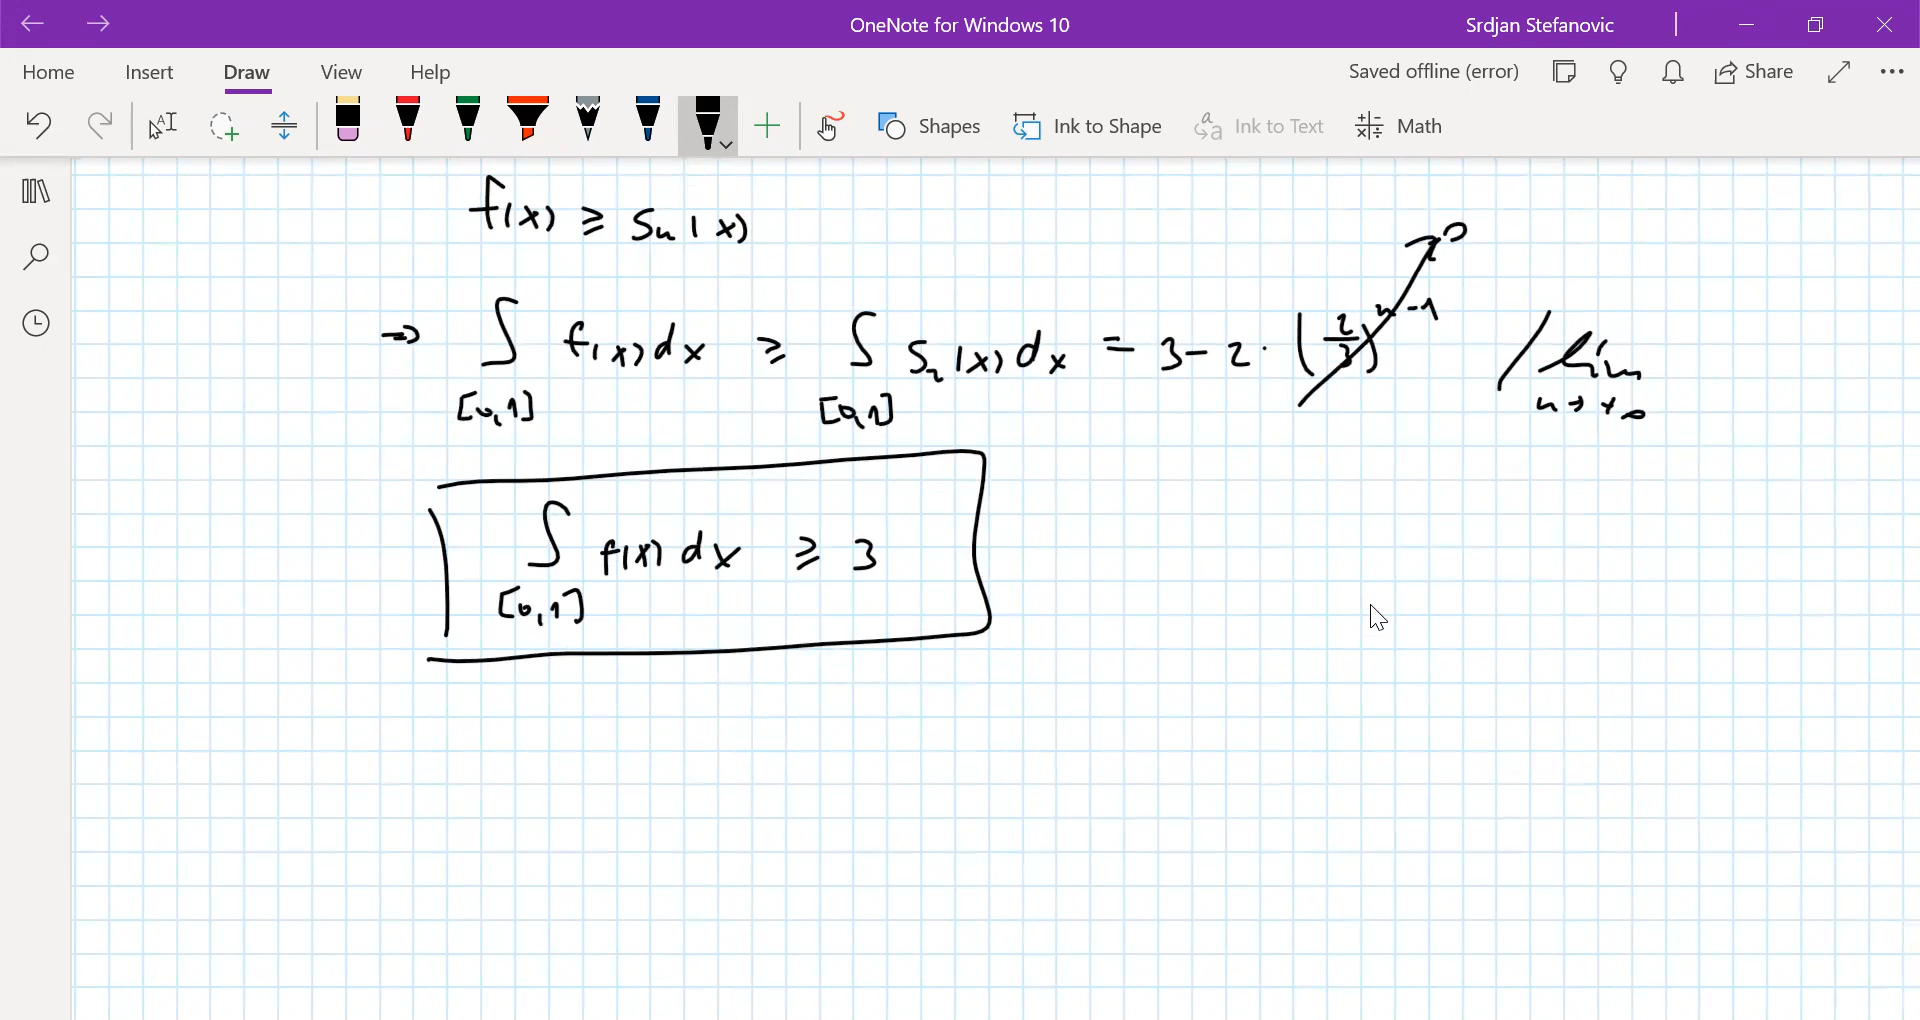 OneNote for Windows 10
Srdjan Stefanovic
Home Insert Draw View Help
Saved offline (error) Share
Shapes Ink to Shape Ink to Text Math
f(x) ≥ Sn(x)
⇒ ∫ f(x)dx ≥ ∫ Sn(x)dx = 3 - 2 · (2/3)^n-1 → 0 / lim
[0,1] [0,1] n → +∞
∫ f(x) dx ≥ 3
[0,1]